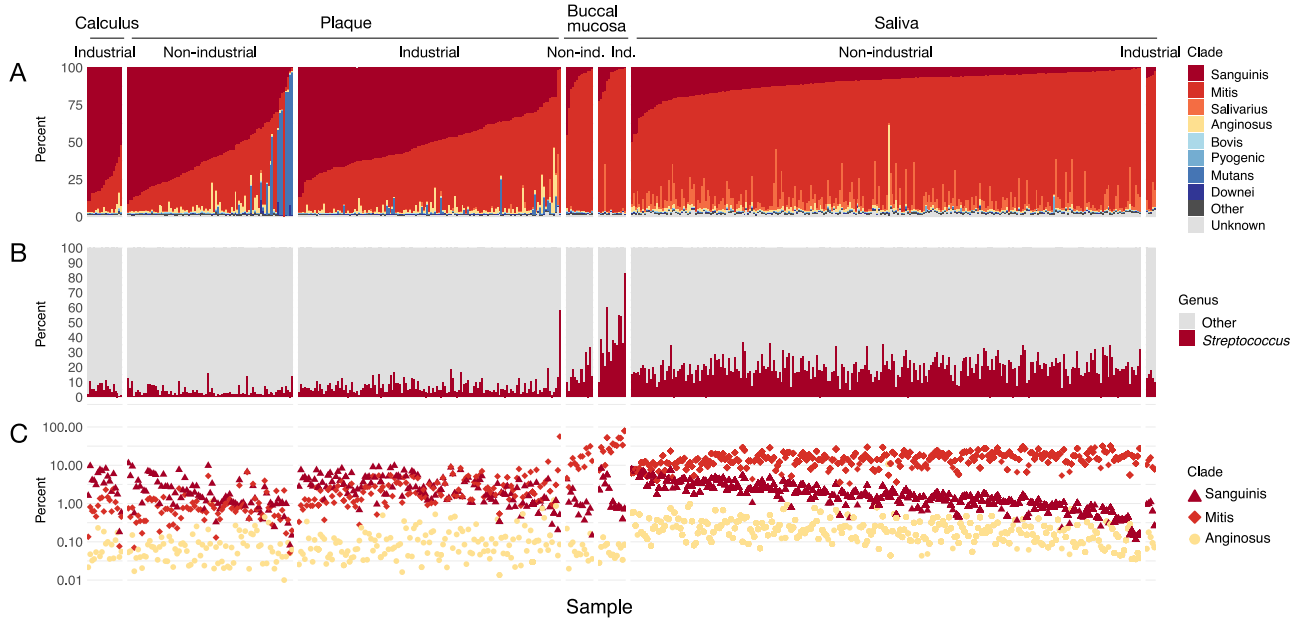 Calculus Plaque Buccal mucosa Saliva
Industrial Non-industrial Industrial Non-ind. Ind. Non-industrial Industrial
A
Percent
100
75
50
25
0
Clade
Sanguinis
Mitis
Salivarius
Anginosus
Bovis
Pyogenic
Mutans
Downei
Other
Unknown
B
Percent
100
90
80
70
60
50
40
30
20
10
0
Genus
Other
Streptococcus
C
Percent
100.00
10.00
1.00
0.10
0.01
Clade
Sanguinis
Mitis
Anginosus
Sample